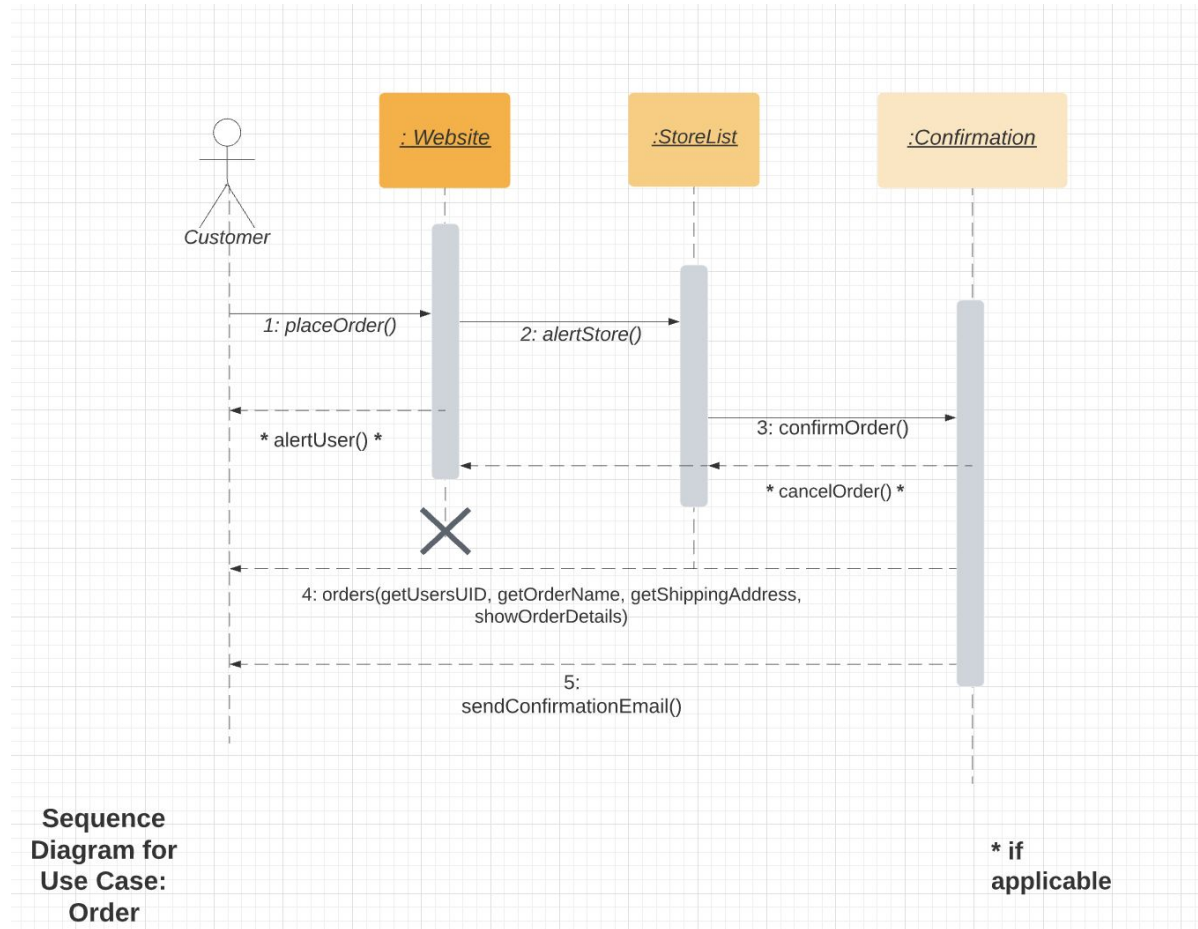 : Website
:StoreList
:Confirmation
Customer
1: placeOrder()
2: alertStore()
* alertUser() *
3: confirmOrder()
* cancelOrder() *
4: orders(getUsersUID, getOrderName, getShippingAddress,
showOrderDetails)
5:
sendConfirmationEmail()
Sequence
Diagram for
Use Case:
Order
* if
applicable